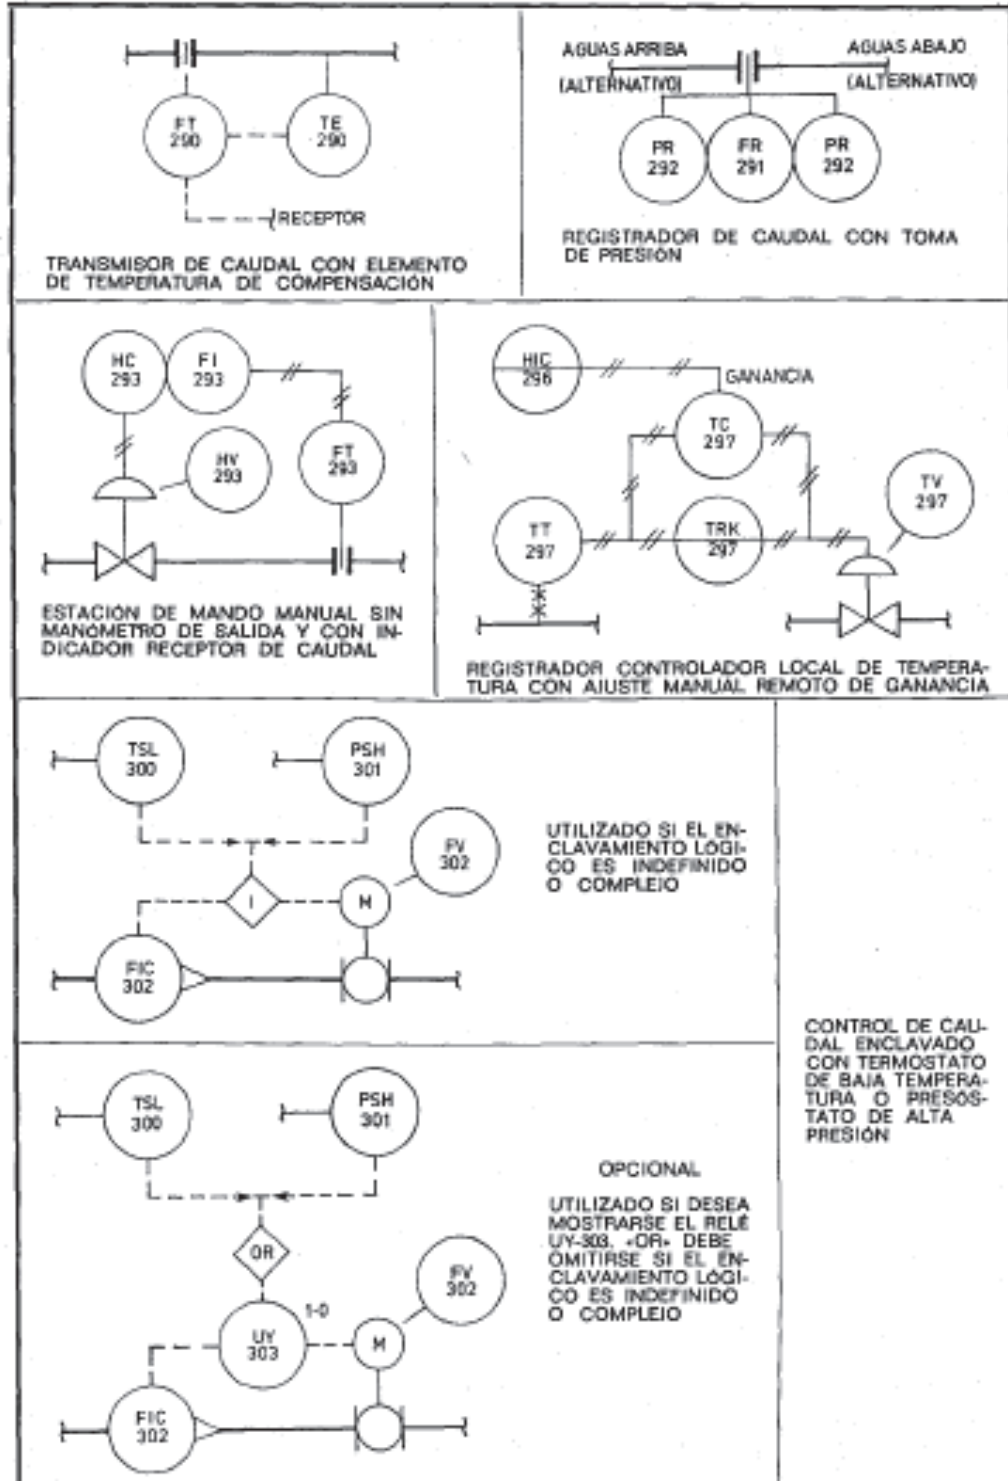 FT
290
TE
290
RECEPTOR
TRANSMISOR DE CAUDAL CON ELEMENTO
DE TEMPERATURA DE COMPENSACIÓN
AGUAS ARRIBA
(ALTERNATIVO)
AGUAS ABAJO
(ALTERNATIVO)
PR
292
FR
291
PR
292
REGISTRADOR DE CAUDAL CON TOMA
DE PRESIÓN
HC
293
FI
293
HV
293
FT
293
ESTACIÓN DE MANDO MANUAL SIN
MANÓMETRO DE SALIDA Y CON IN-
DICADOR RECEPTOR DE CAUDAL
HIC
296
GANANCIA
TC
297
TV
297
TT
297
TRK
297
REGISTRADOR CONTROLADOR LOCAL DE TEMPERA-
TURA CON AJUSTE MANUAL REMOTO DE GANANCIA
TSL
300
PSH
301
FV
302
I
M
FIC
302
UTILIZADO SI EL EN-
CLAVAMIENTO LÓGI-
CO ES INDEFINIDO
O COMPLEJO
CONTROL DE CAU-
DAL ENCLAVADO
CON TERMOSTATO
DE BAJA TEMPERA-
TURA O PRESÓS-
TATO DE ALTA
PRESIÓN
TSL
300
PSH
301
OR
FV
302
UY
303
1-0
M
FIC
302
OPCIONAL
UTILIZADO SI DESEA
MOSTRARSE EL RELÉ
UY-303. «OR» DEBE
OMITIRSE SI EL EN-
CLAVAMIENTO LÓGI-
CO ES INDEFINIDO
O COMPLEJO